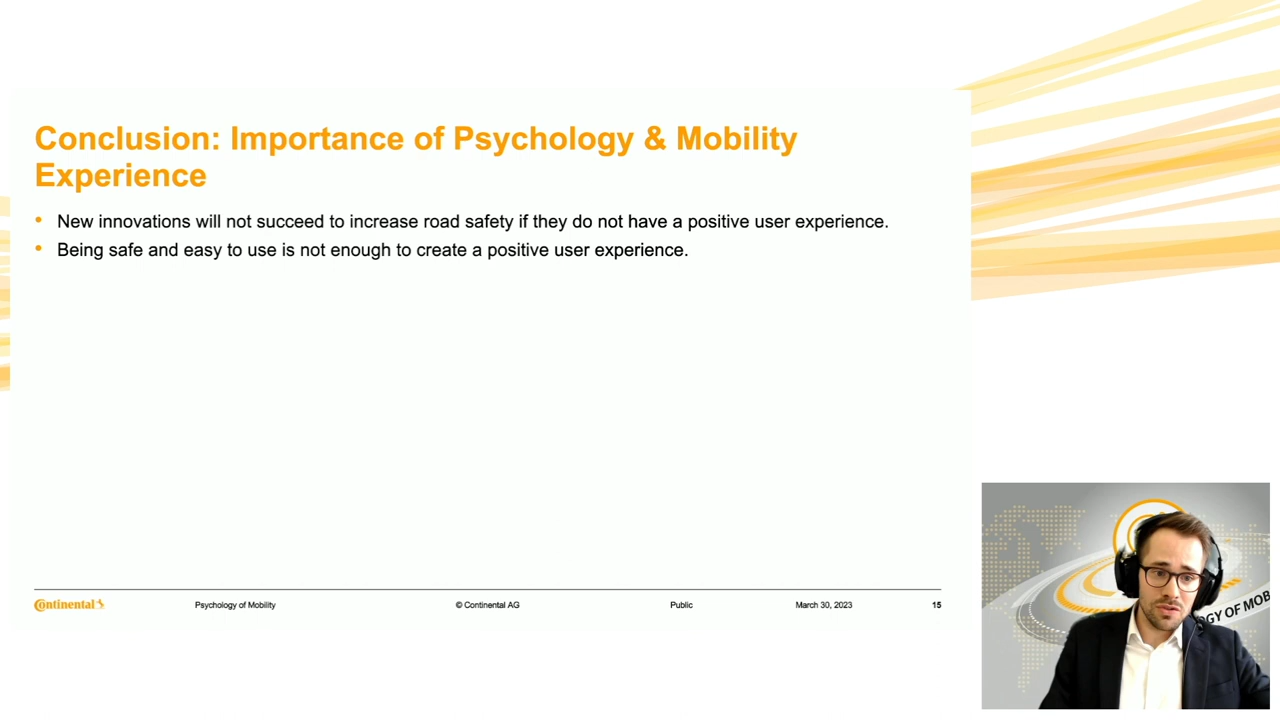 Conclusion: Importance of Psychology & Mobility
Experience
• New innovations will not succeed to increase road safety if they do not have a positive user experience.
• Being safe and easy to use is not enough to create a positive user experience.
Continental Psychology of Mobility © Continental AG Public March 30, 2023 15
OGY OF MOB